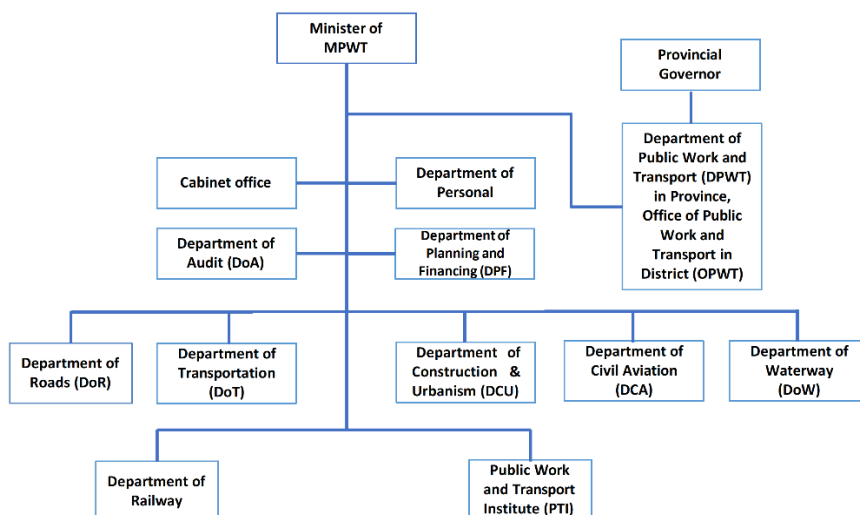 Minister of
MPWT
Provincial
Governor
Department of
Public Work and
Transport (DPWT)
in Province,
Office of Public
Work and
Transport in
District (OPWT)
Cabinet office
Department of
Personal
Department of
Audit (DoA)
Department of
Planning and
Financing (DPF)
Department of
Roads (DoR)
Department of
Transportation
(DoT)
Department of
Construction &
Urbanism (DCU)
Department of
Civil Aviation
(DCA)
Department of
Waterway
(DoW)
Department of
Railway
Public Work
and Transport
Institute (PTI)